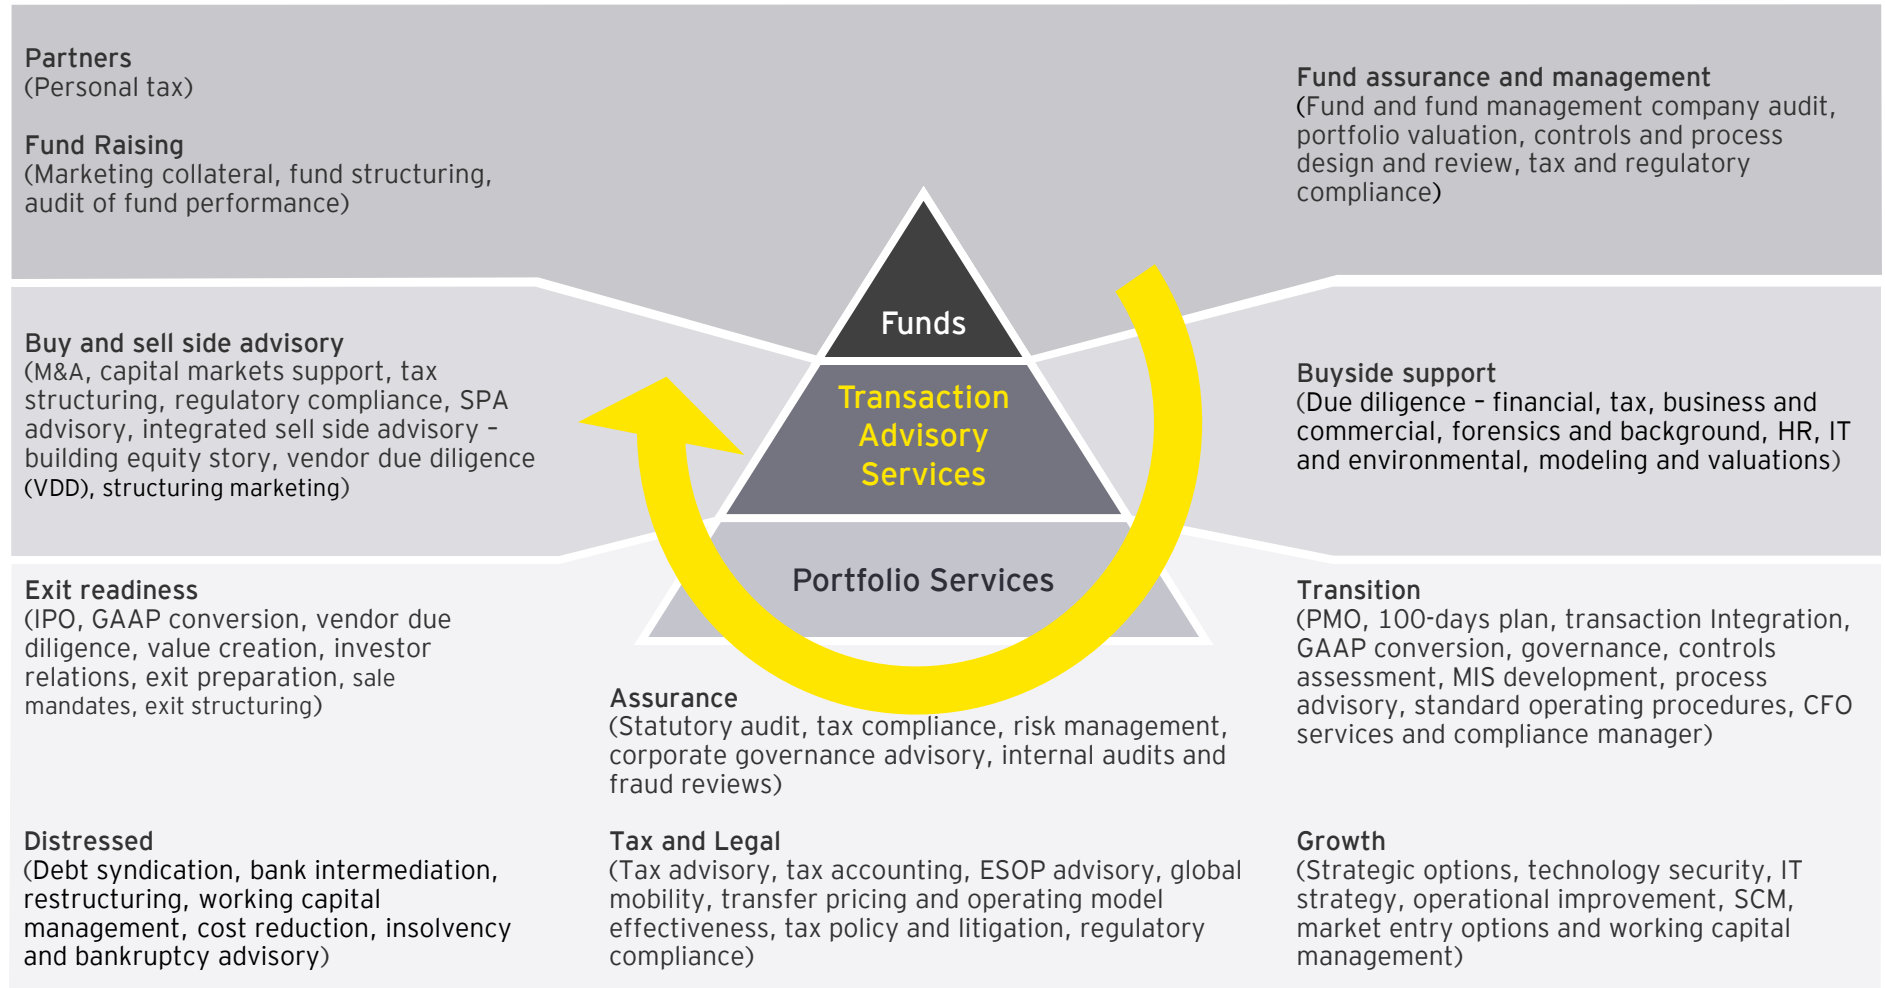 Partners
(Personal tax)
Fund Raising
(Marketing collateral, fund structuring,
audit of fund performance)
Fund assurance and management
(Fund and fund management company audit,
portfolio valuation, controls and process
design and review, tax and regulatory
compliance)
Funds
Buy and sell side advisory
(M&A, capital markets support, tax
structuring, regulatory compliance, SPA
advisory, integrated sell side advisory –
building equity story, vendor due diligence
(VDD), structuring marketing)
Transaction
Advisory
Services
Buyside support
(Due diligence – financial, tax, business and
commercial, forensics and background, HR, IT
and environmental, modeling and valuations)
Portfolio Services
Exit readiness
(IPO, GAAP conversion, vendor due
diligence, value creation, investor
relations, exit preparation, sale
mandates, exit structuring)
Assurance
(Statutory audit, tax compliance, risk management,
corporate governance advisory, internal audits and
fraud reviews)
Transition
(PMO, 100-days plan, transaction Integration,
GAAP conversion, governance, controls
assessment, MIS development, process
advisory, standard operating procedures, CFO
services and compliance manager)
Distressed
(Debt syndication, bank intermediation,
restructuring, working capital
management, cost reduction, insolvency
and bankruptcy advisory)
Tax and Legal
(Tax advisory, tax accounting, ESOP advisory, global
mobility, transfer pricing and operating model
effectiveness, tax policy and litigation, regulatory
compliance)
Growth
(Strategic options, technology security, IT
strategy, operational improvement, SCM,
market entry options and working capital
management)